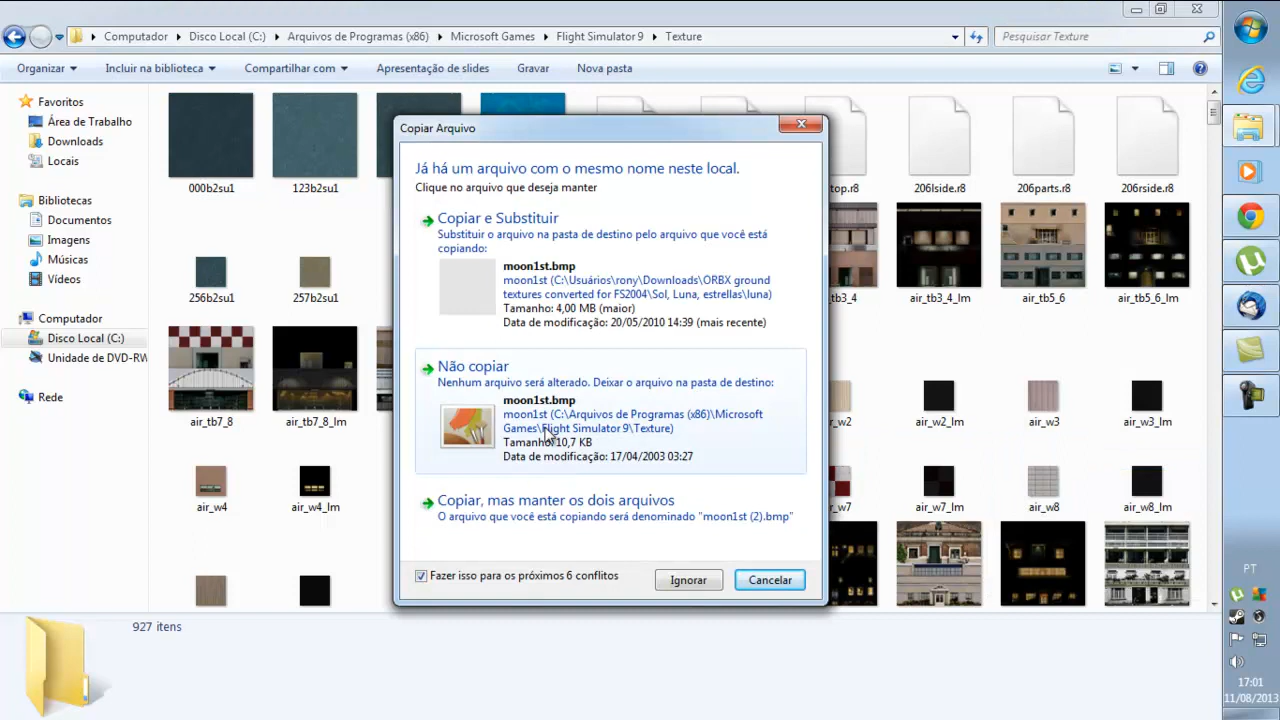 Computador ▸ Disco Local (C:) ▸ Arquivos de Programas (x86) ▸ Microsoft Games ▸ Flight Simulator 9 ▸ Texture
Pesquisar Texture
Organizar Incluir na biblioteca Compartilhar com Apresentação de slides Gravar Nova pasta
Favoritos
Área de Trabalho
Downloads
Locais
Bibliotecas
Documentos
Imagens
Músicas
Vídeos
Computador
Disco Local (C:)
Unidade de DVD-RW
Rede
000b2su1 123b2su1 top.r8 206lside.r8 206parts.r8 206rside.r8
256b2su1 257b2su1 tb3_4 air_tb3_4_lm air_tb5_6 air_tb5_6_lm
air_tb7_8 air_tb7_8_lm air_w2_lm air_w3 air_w3_lm
air_w4 air_w4_lm w7 air_w7_lm air_w8 air_w8_lm
Copiar Arquivo
Já há um arquivo com o mesmo nome neste local.
Clique no arquivo que deseja manter
Copiar e Substituir
Substituir o arquivo na pasta de destino pelo arquivo que você está
copiando:
moon1st.bmp
moon1st (C:\Usuários\rony\Downloads\ORBX ground
textures converted for FS2004\Sol, Luna, estrellas\luna)
Tamanho: 4,00 MB (maior)
Data de modificação: 20/05/2010 14:39 (mais recente)
Não copiar
Nenhum arquivo será alterado. Deixar o arquivo na pasta de destino:
moon1st.bmp
moon1st (C:\Arquivos de Programas (x86)\Microsoft
Games\Flight Simulator 9\Texture)
Tamanho: 10,7 KB
Data de modificação: 17/04/2003 03:27
Copiar, mas manter os dois arquivos
O arquivo que você está copiando será denominado "moon1st (2).bmp"
Fazer isso para os próximos 6 conflitos
Ignorar
Cancelar
927 itens
PT
17:01
11/08/2013